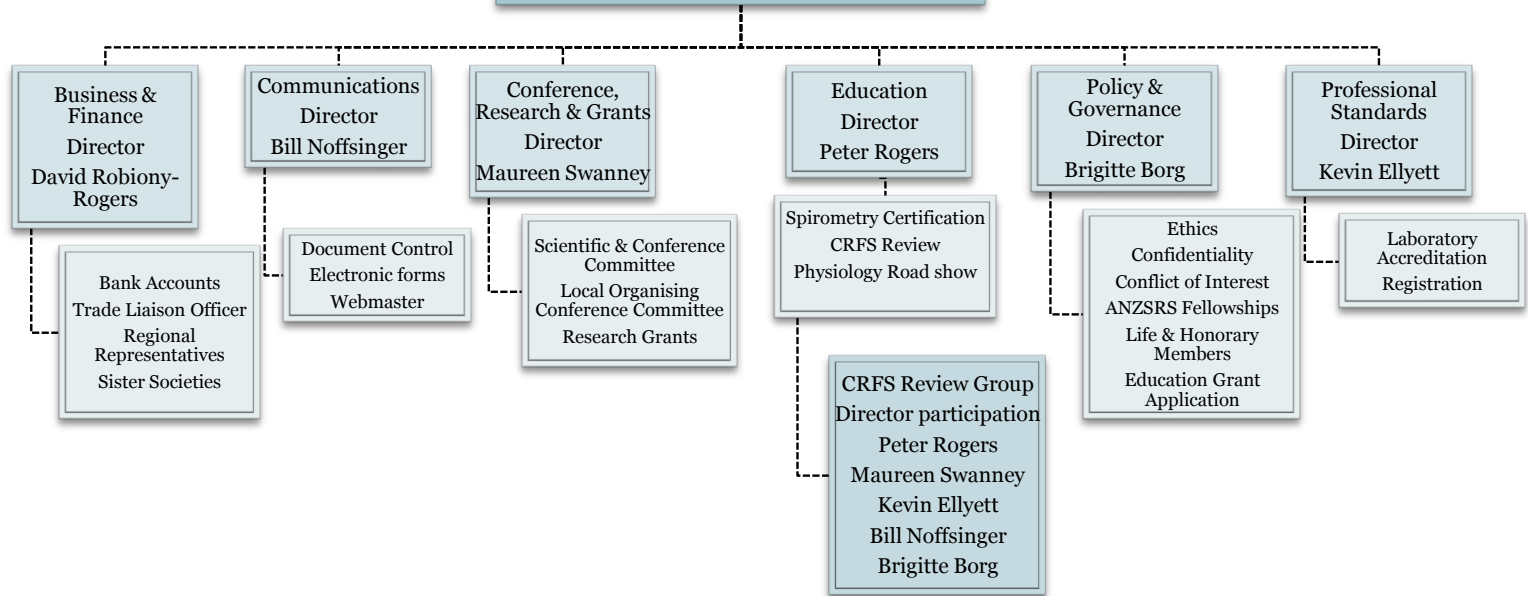 Business &
Finance
Director
David Robiony-
Rogers
Communications
Director
Bill Noffsinger
Conference,
Research & Grants
Director
Maureen Swanney
Education
Director
Peter Rogers
Policy &
Governance
Director
Brigitte Borg
Professional
Standards
Director
Kevin Ellyett
Bank Accounts
Trade Liaison Officer
Regional
Representatives
Sister Societies
Document Control
Electronic forms
Webmaster
Scientific & Conference
Committee
Local Organising
Conference Committee
Research Grants
Spirometry Certification
CRFS Review
Physiology Road show
Ethics
Confidentiality
Conflict of Interest
ANZSRS Fellowships
Life & Honorary
Members
Education Grant
Application
Laboratory
Accreditation
Registration
CRFS Review Group
Director participation
Peter Rogers
Maureen Swanney
Kevin Ellyett
Bill Noffsinger
Brigitte Borg